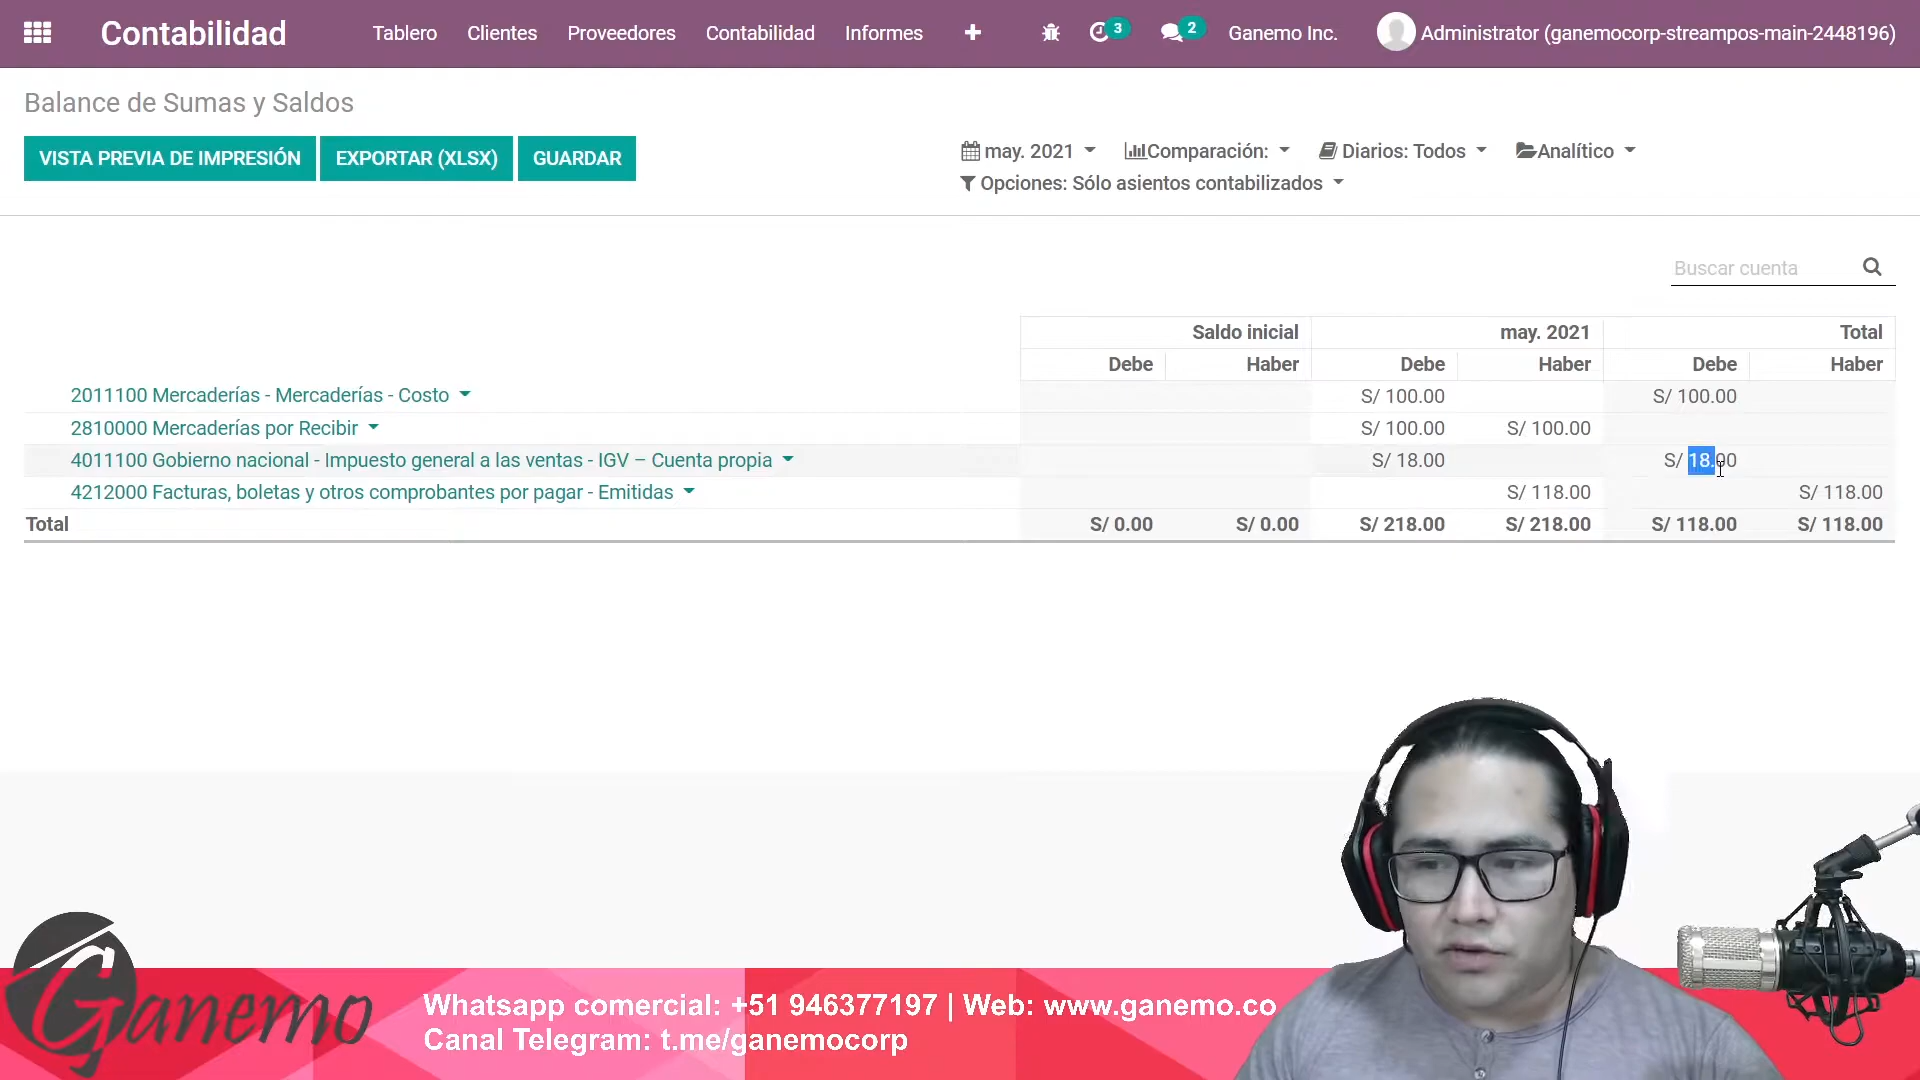 Contabilidad Tablero Clientes Proveedores Contabilidad Informes 3 2 Ganemo Inc. Administrator (ganemocorp-streampos-main-2448196)
Balance de Sumas y Saldos
VISTA PREVIA DE IMPRESIÓN EXPORTAR (XLSX) GUARDAR
may. 2021 Comparación: Diarios: Todos Analítico
Opciones: Sólo asientos contabilizados
Buscar cuenta
Saldo inicial may. 2021 Total
Debe Haber Debe Haber Debe Haber
2011100 Mercaderías - Mercaderías - Costo S/ 100.00 S/ 100.00
2810000 Mercaderías por Recibir S/ 100.00 S/ 100.00
4011100 Gobierno nacional - Impuesto general a las ventas - IGV – Cuenta propia S/ 18.00 S/ 18.00
4212000 Facturas, boletas y otros comprobantes por pagar - Emitidas S/ 118.00 S/ 118.00
Total S/ 0.00 S/ 0.00 S/ 218.00 S/ 218.00 S/ 118.00 S/ 118.00
Ganemo
Whatsapp comercial: +51 946377197 | Web: www.ganemo.co
Canal Telegram: t.me/ganemocorp